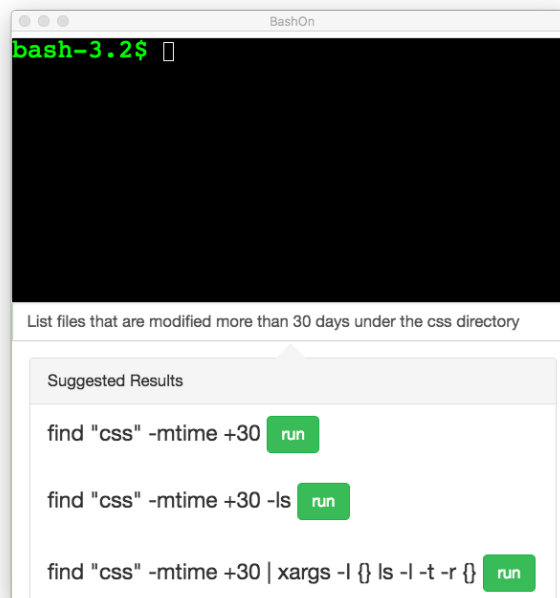 BashOn
bash-3.2$
List files that are modified more than 30 days under the css directory
Suggested Results
find "css" -mtime +30 run
find "css" -mtime +30 -ls run
find "css" -mtime +30 | xargs -I {} ls -l -t -r {} run